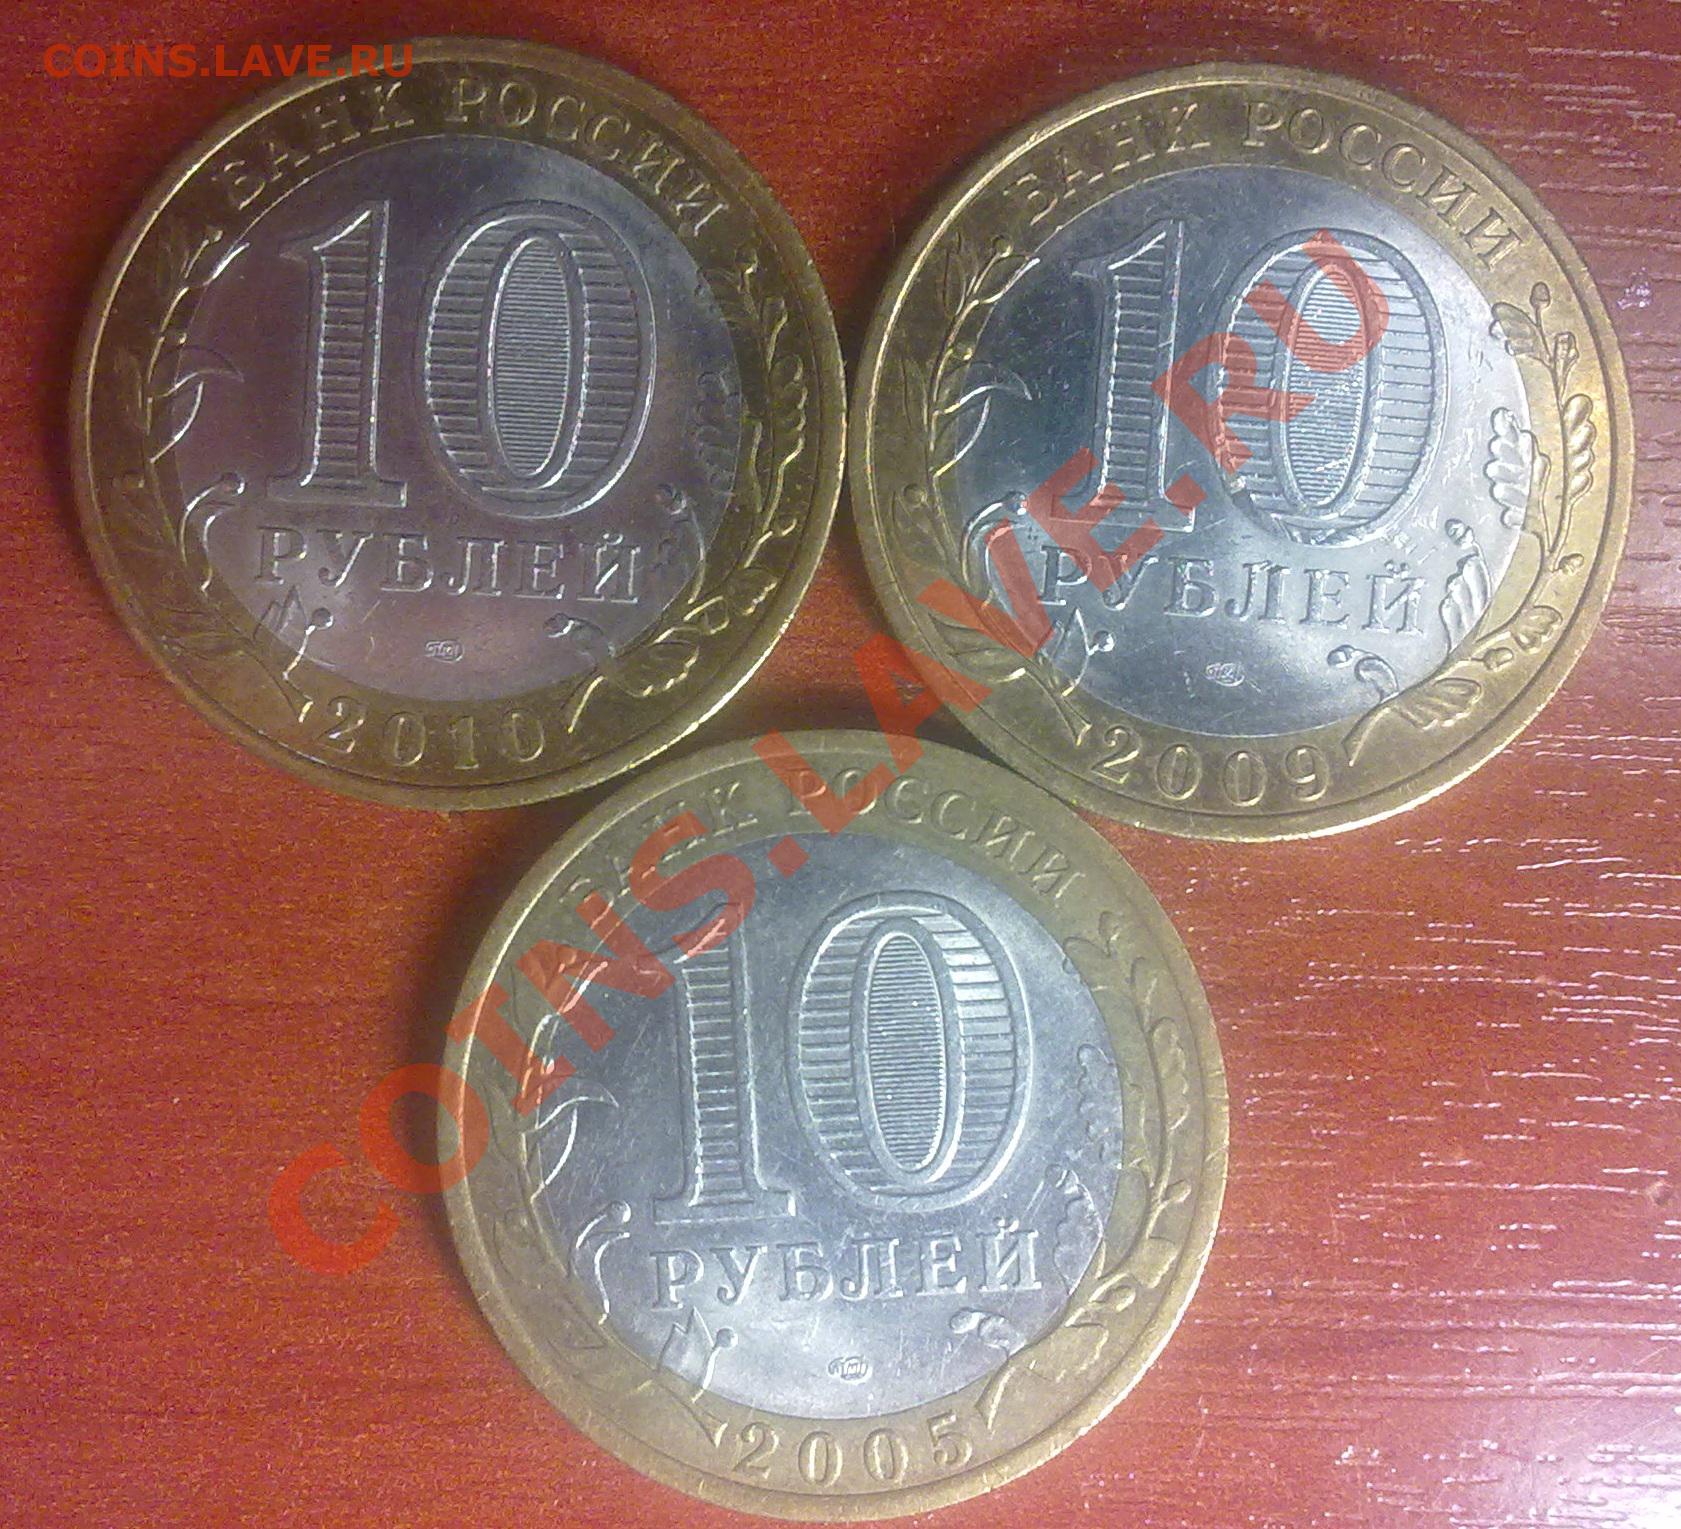 COINS.LAVE.RU
БАНК РОССИИ
10
РУБЛЕЙ
2010
БАНК РОССИИ
10
РУБЛЕЙ
2009
БАНК РОССИИ
10
РУБЛЕЙ
2005
COINS.LAVE.RU